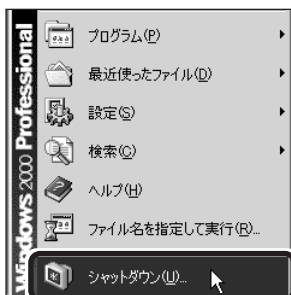 Windows 2000 Professional
プログラム(P)
最近使ったファイル(D)
設定(S)
検索(C)
ヘルプ(H)
ファイル名を指定して実行(R)...
シャットダウン(U)...